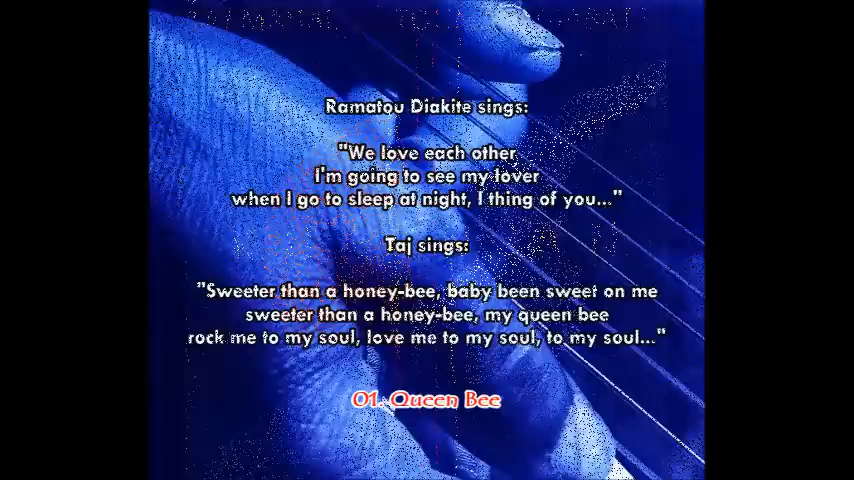 Ramatou Diakite sings:
"We love each other
I'm going to see my lover
when I go to sleep at night, I thing of you..."
Taj sings:
"Sweeter than a honey-bee, baby been sweet on me
sweeter than a honey-bee, my queen bee
rock me to my soul, love me to my soul, to my soul..."
01. Queen Bee